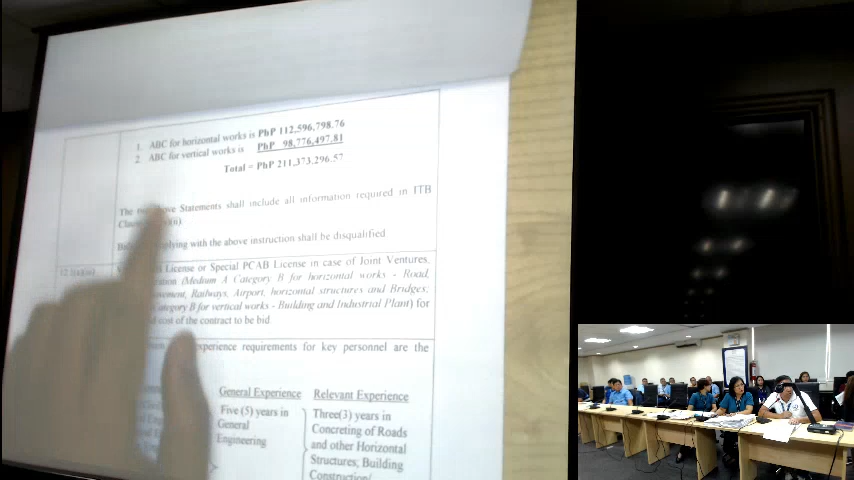 1. ABC for horizontal works is PhP 112,596,798.76
2. ABC for vertical works is PhP 98,776,497.81
Total = PhP 211,373,296.57
The Statements shall include all information required in ITB
with the above instruction shall be disqualified
License or Special PCAB License in case of Joint Ventures,
(Medium A Category B for horizontal works - Road,
Railways, Airport, horizontal structures and Bridges;
Category B for vertical works - Building and Industrial Plant) for
cost of the contract to be bid
experience requirements for key personnel are the
General Experience Relevant Experience
Five (5) years in Three(3) years in
General Concreting of Roads
Engineering and other Horizontal
Structures, Building
Construction/